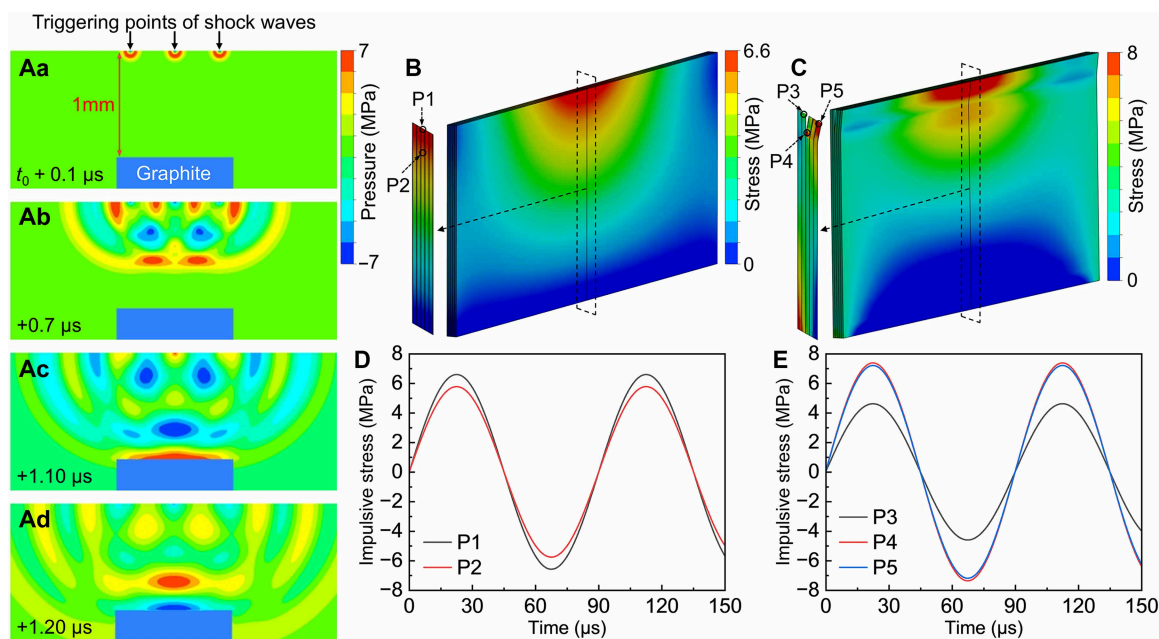 Triggering points of shock waves
Aa
1mm
t0 + 0.1 µs
Graphite
7
Pressure (MPa)
−7
Ab
+0.7 µs
Ac
+1.10 µs
Ad
+1.20 µs
B
P1
P2
6.6
Stress (MPa)
0
C
P3
P5
P4
8
Stress (MPa)
0
D
Impulsive stress (MPa)
8
6
4
2
0
−2
−4
−6
−8
P1
P2
0 30 60 90 120 150
Time (µs)
E
Impulsive stress (MPa)
8
6
4
2
0
−2
−4
−6
−8
P3
P4
P5
0 30 60 90 120 150
Time (µs)